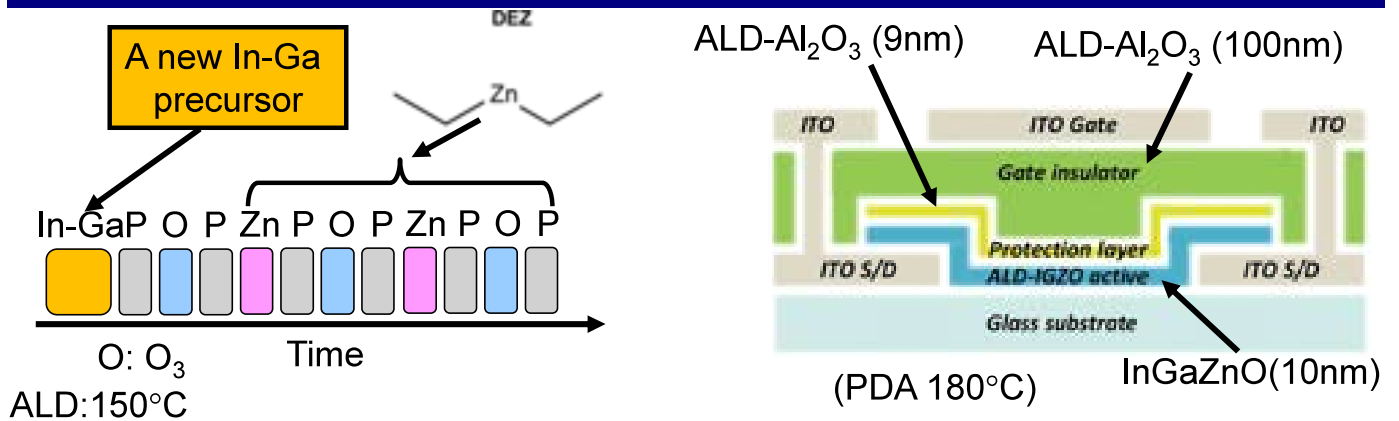 DEZ
A new In-Ga
precursor
Zn
In-Ga P O P Zn P O P Zn P O P
O: O₃
Time
ALD:150°C
ALD-Al₂O₃ (9nm)
ALD-Al₂O₃ (100nm)
ITO
ITO Gate
ITO
Gate insulator
Protection layer
ITO S/D
ALD-IGZO active
ITO S/D
Glass substrate
(PDA 180°C)
InGaZnO(10nm)